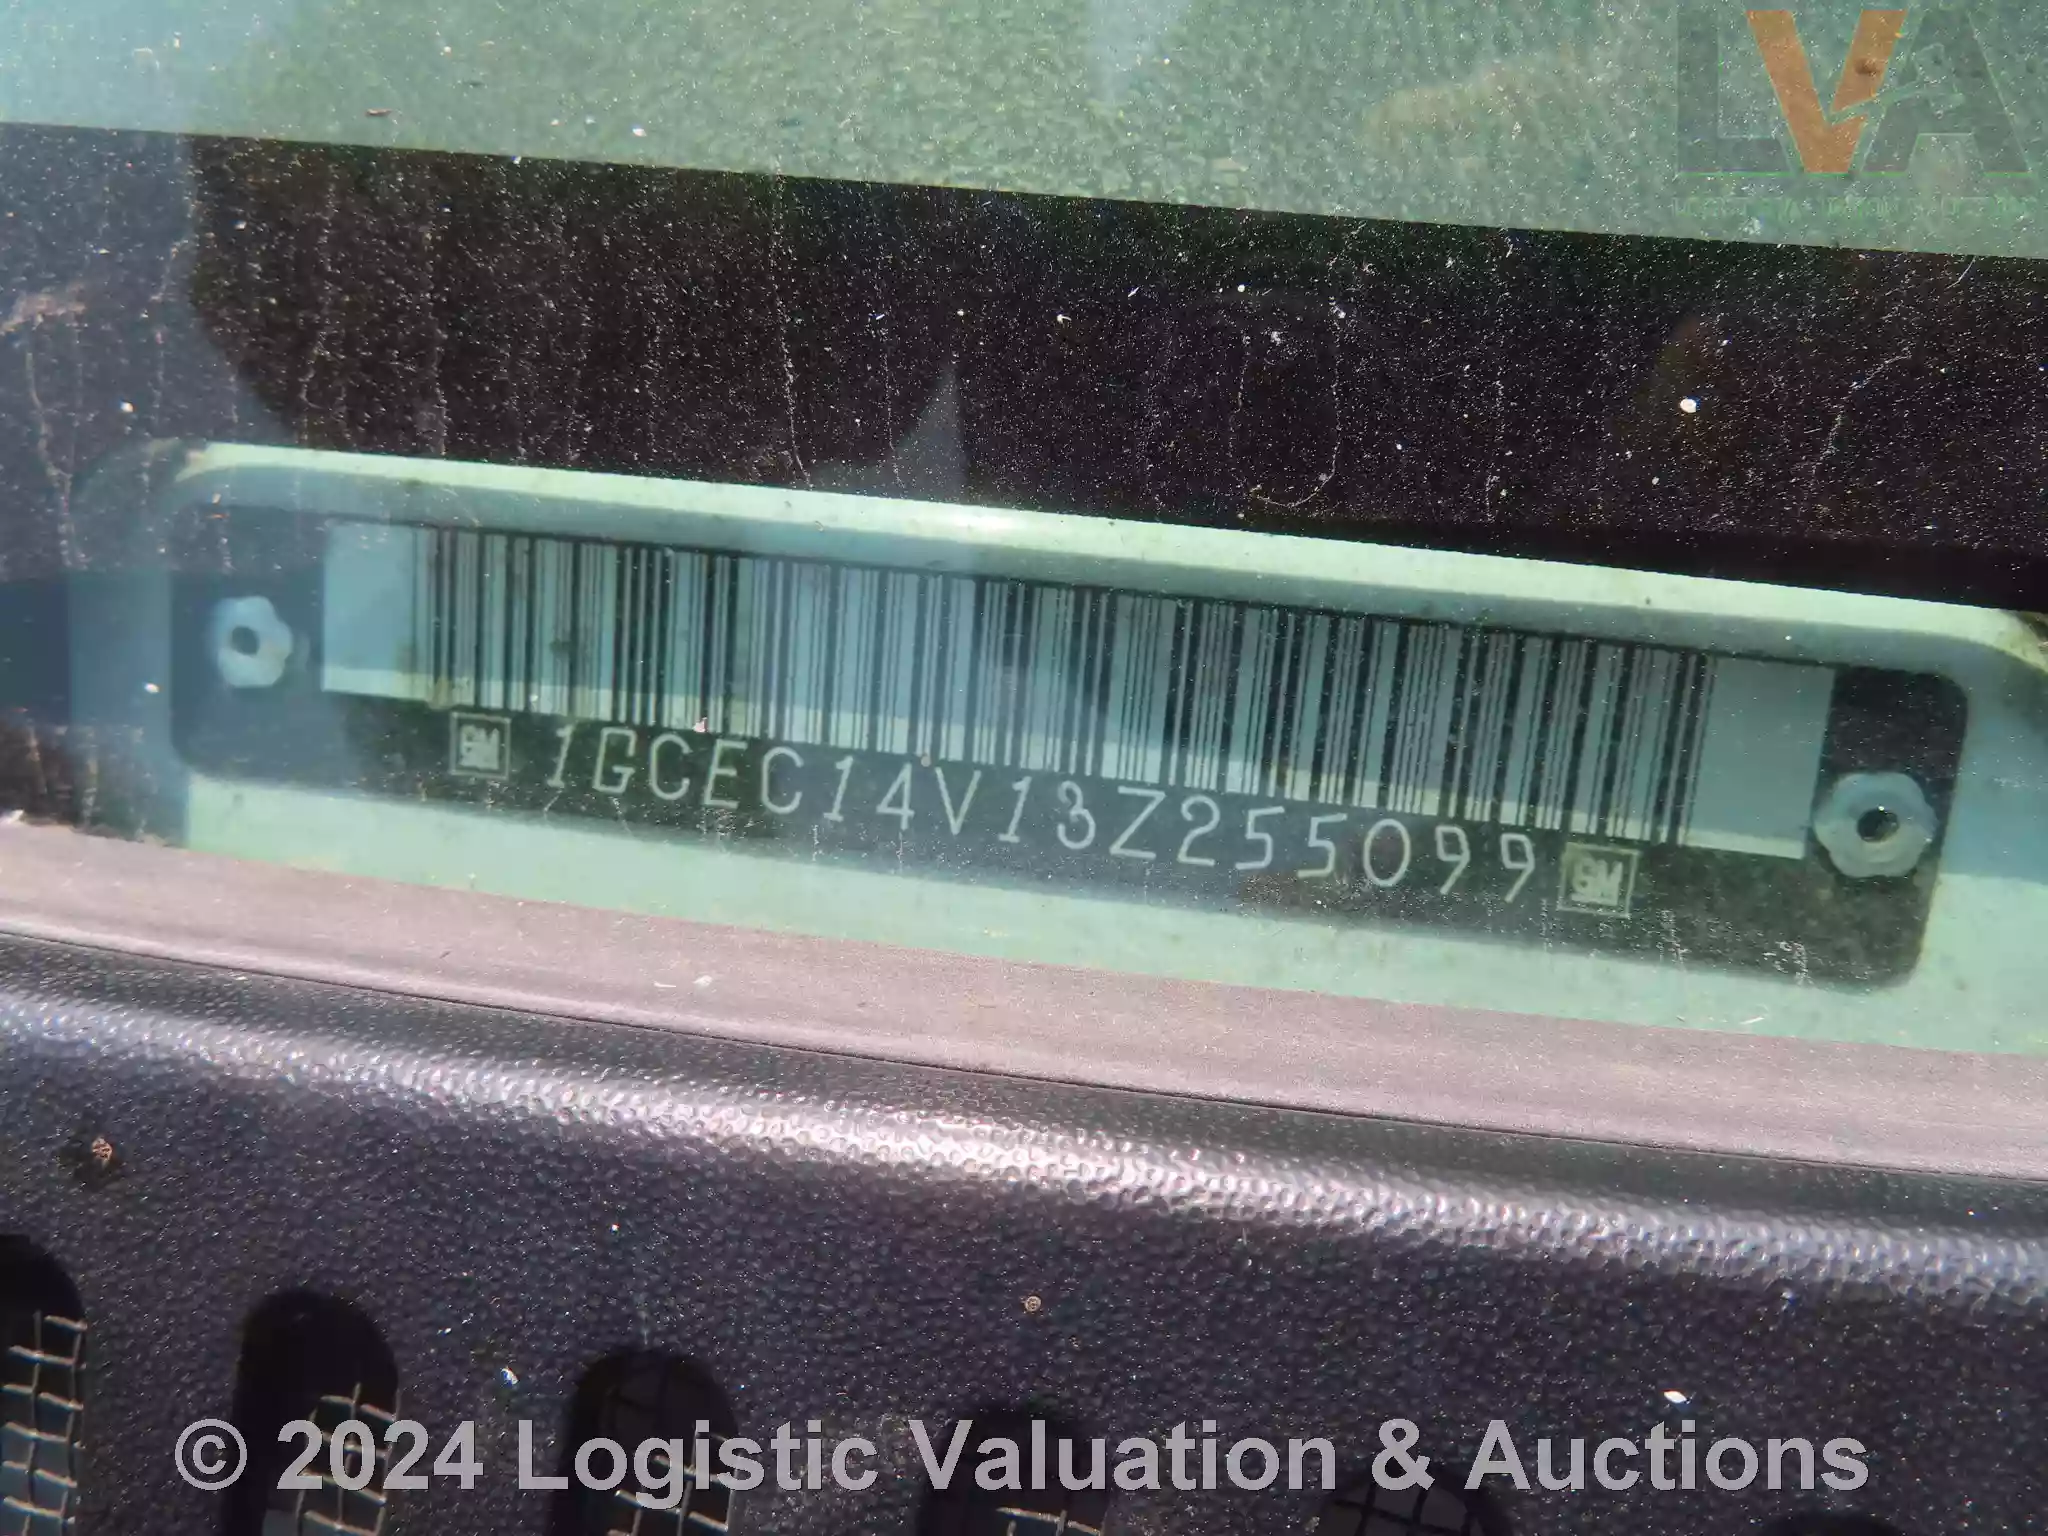 LVA
GM 1GCEC14V13Z255099 GM
© 2024 Logistic Valuation & Auctions